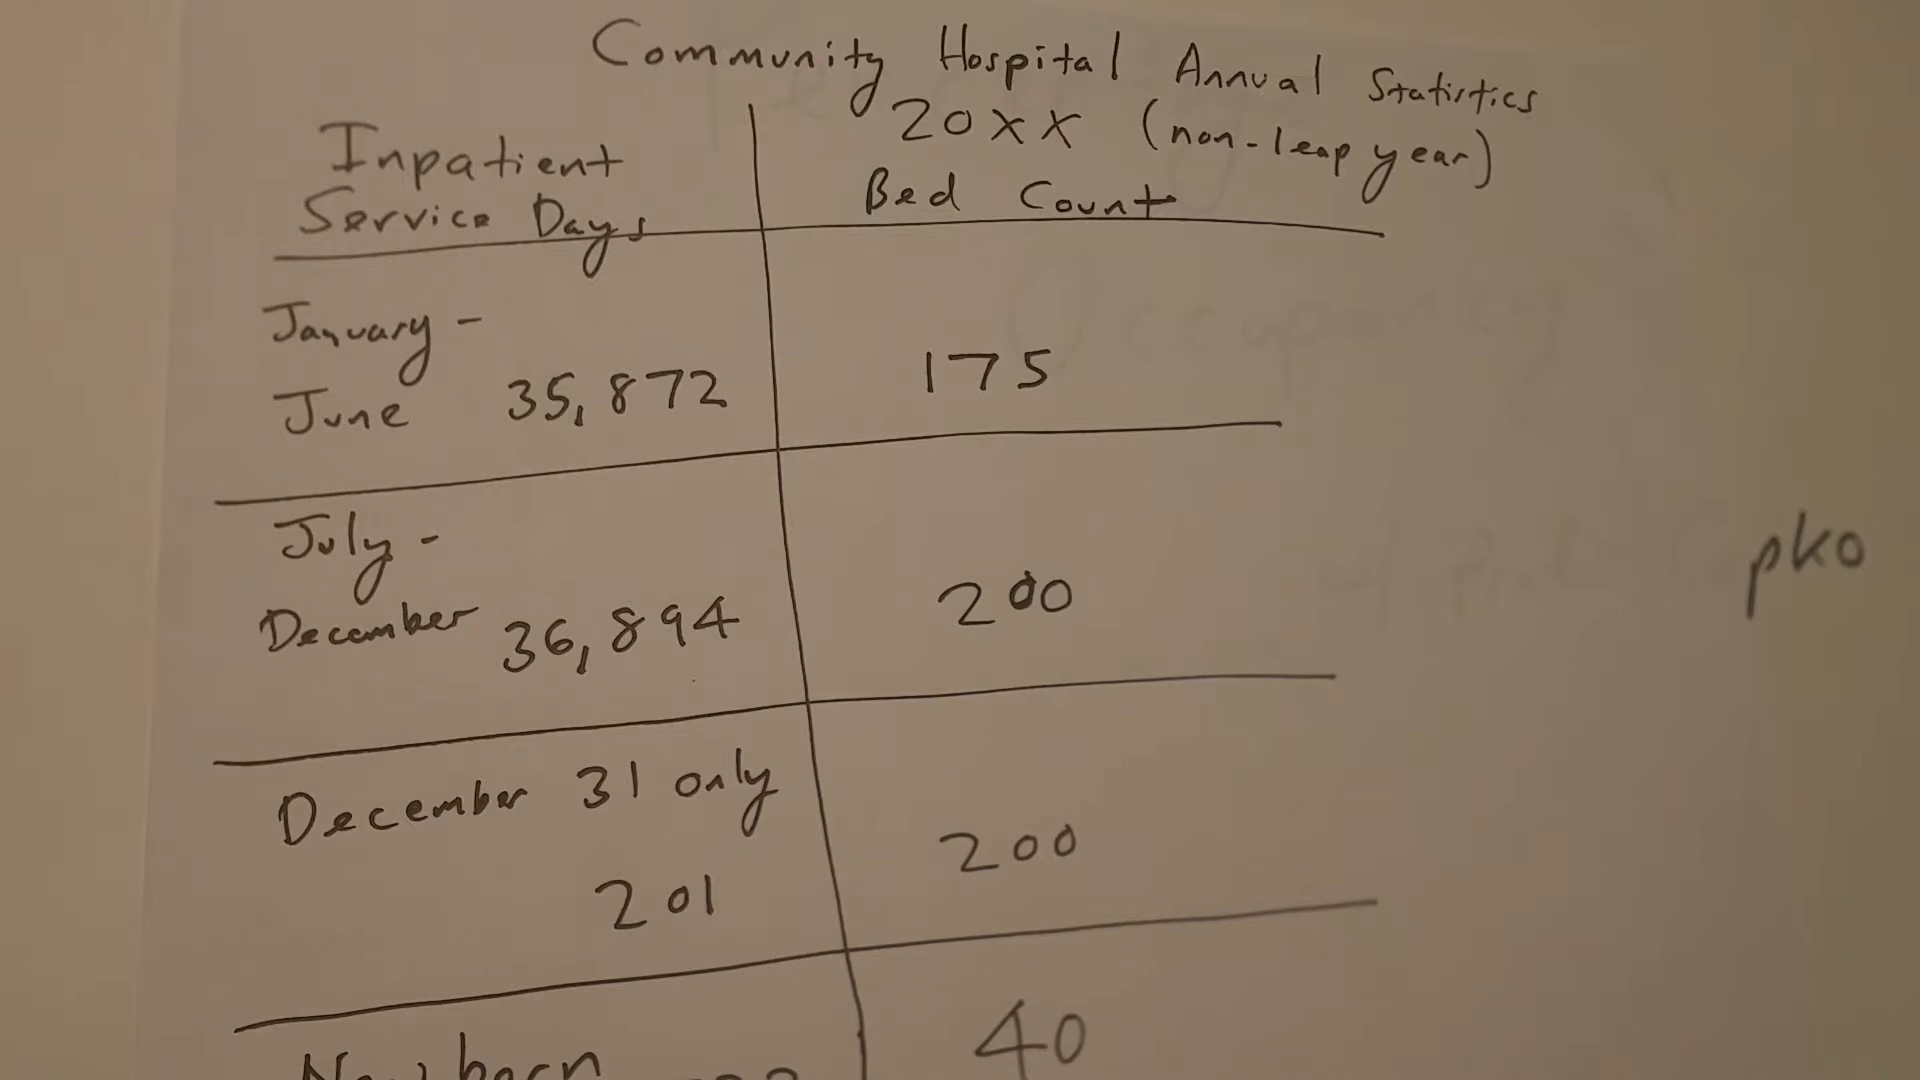 Community Hospital Annual Statistics
20XX (non-leap year)
Inpatient
Service Days
Bed Count
January -
June 35,872
175
July -
December 36,894
200
December 31 only
201
200
Newborn
40
pko